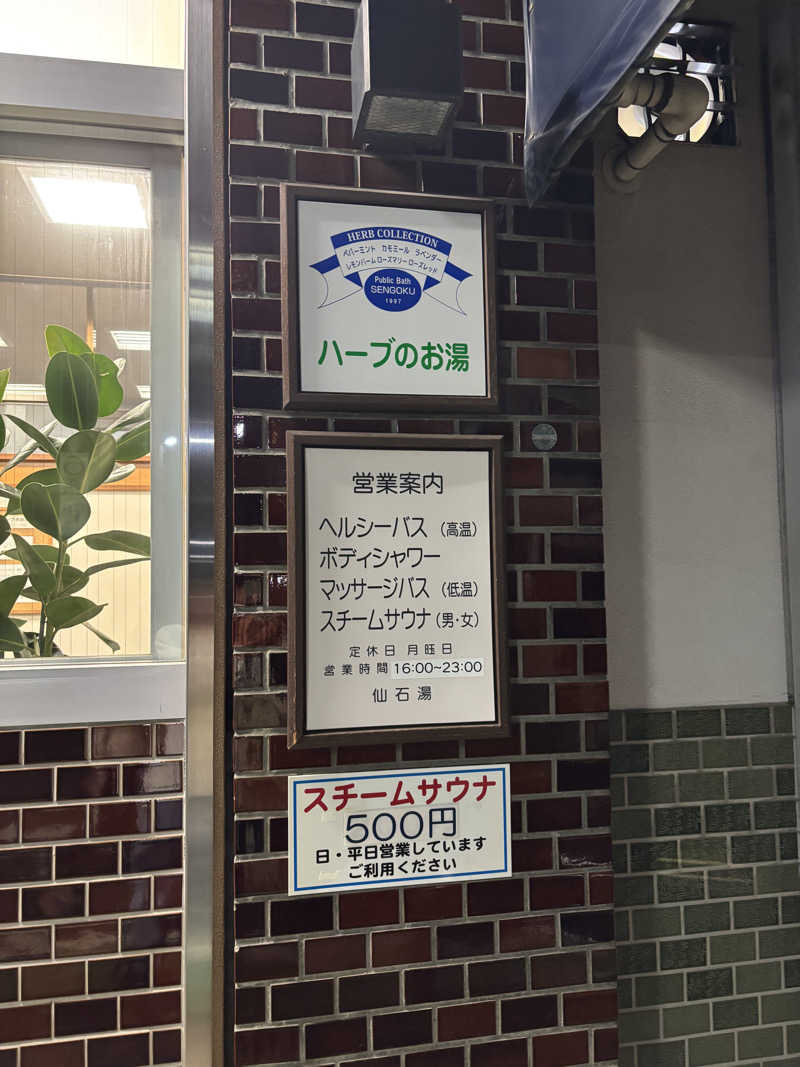 HERB COLLECTION
ペパーミント カモミール ラベンダー
レモンバーム ローズマリー ローズレッド
Public Bath
SENGOKU
1997
ハーブのお湯
営業案内
ヘルシーバス（高温）
ボディシャワー
マッサージバス（低温）
スチームサウナ（男・女）
定休日 月曜日
営業時間 16:00~23:00
仙石湯
スチームサウナ
500円
日・平日営業しています
ご利用ください